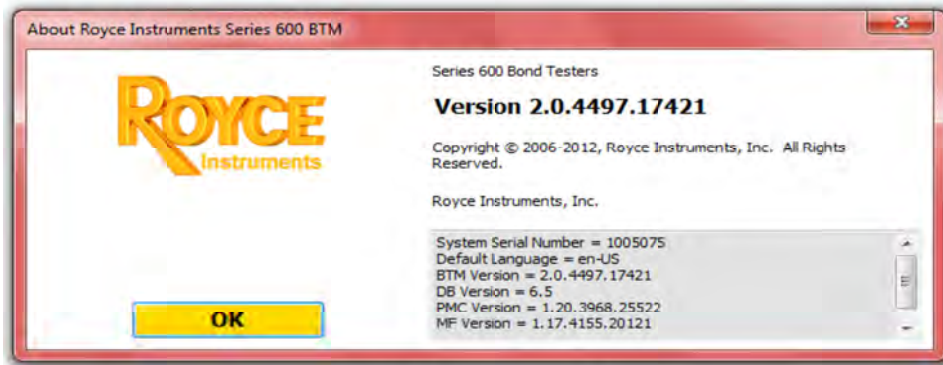 About Royce Instruments Series 600 BTM
ROYCE
Instruments
Series 600 Bond Testers
Version 2.0.4497.17421
Copyright © 2006-2012, Royce Instruments, Inc. All Rights
Reserved.
Royce Instruments, Inc.
System Serial Number = 1005075
Default Language = en-US
BTM Version = 2.0.4497.17421
DB Version = 6.5
PMC Version = 1.20.3968.25522
MF Version = 1.17.4155.20121
OK